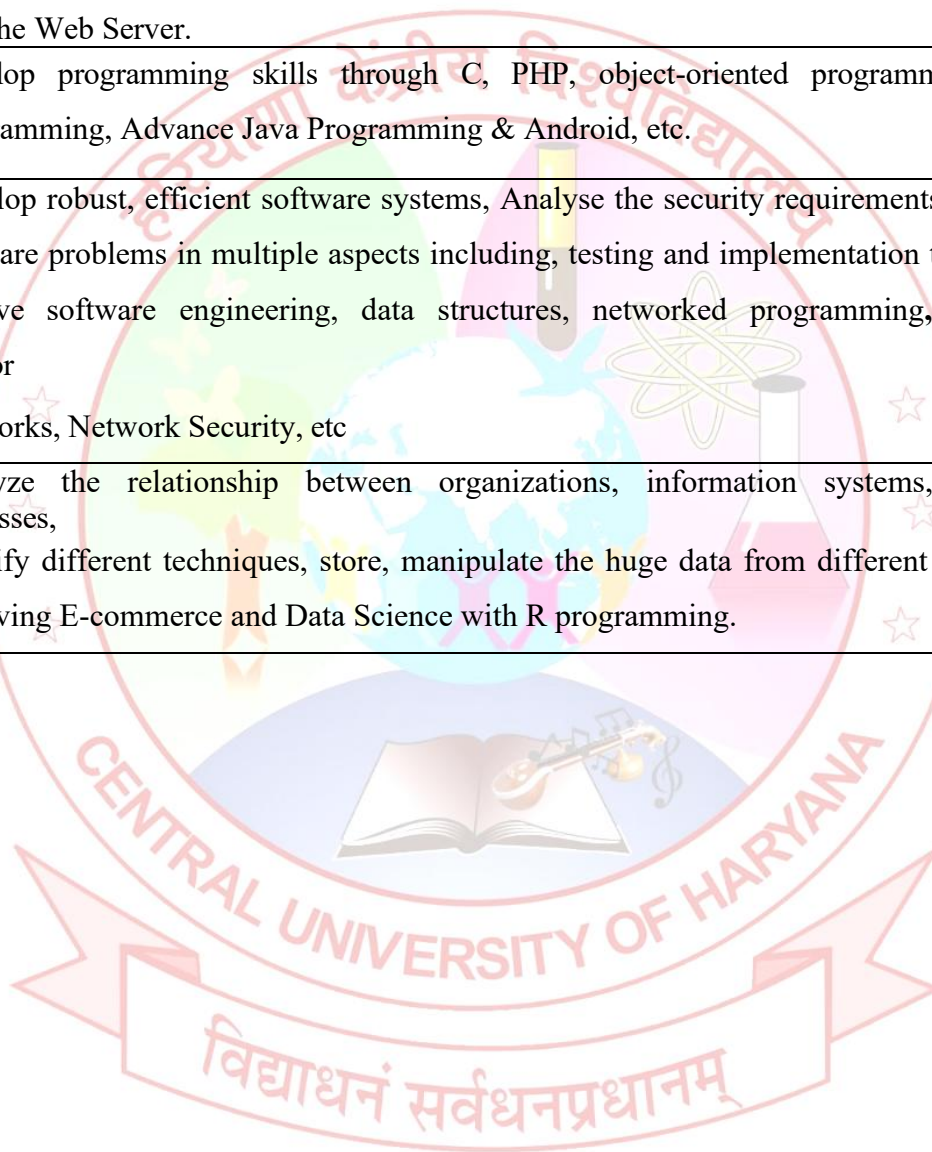 he Web Server.
lop programming skills through C, PHP, object-oriented programm
amming, Advance Java Programming & Android, etc.
lop robust, efficient software systems, Analyse the security requirements
are problems in multiple aspects including, testing and implementation t
ve software engineering, data structures, networked programming,
or
orks, Network Security, etc
yze the relationship between organizations, information systems,
sses,
ify different techniques, store, manipulate the huge data from different
ving E-commerce and Data Science with R programming.
हरियाणा केंद्रीय विश्वविद्यालय
CENTRAL UNIVERSITY OF HARYANA
विद्याधनं सर्वधनप्रधानम्